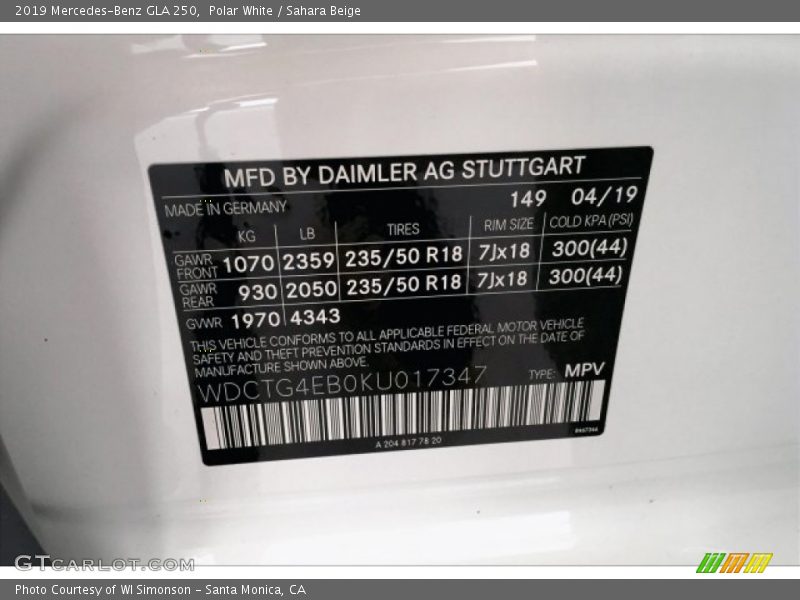 2019 Mercedes-Benz GLA 250,  Polar White / Sahara Beige
MFD BY DAIMLER AG STUTTGART
MADE IN GERMANY 149 04/19
KG LB TIRES RIM SIZE COLD KPA (PSI)
GAWR FRONT 1070 2359 235/50 R18 7Jx18 300(44)
GAWR REAR 930 2050 235/50 R18 7Jx18 300(44)
GVWR 1970 4343
THIS VEHICLE CONFORMS TO ALL APPLICABLE FEDERAL MOTOR VEHICLE
SAFETY AND THEFT PREVENTION STANDARDS IN EFFECT ON THE DATE OF
MANUFACTURE SHOWN ABOVE.
WDCTG4EB0KU017347 TYPE: MPV
A 204 817 78 20
GTCARLOT.COM
Photo Courtesy of WI Simonson - Santa Monica, CA